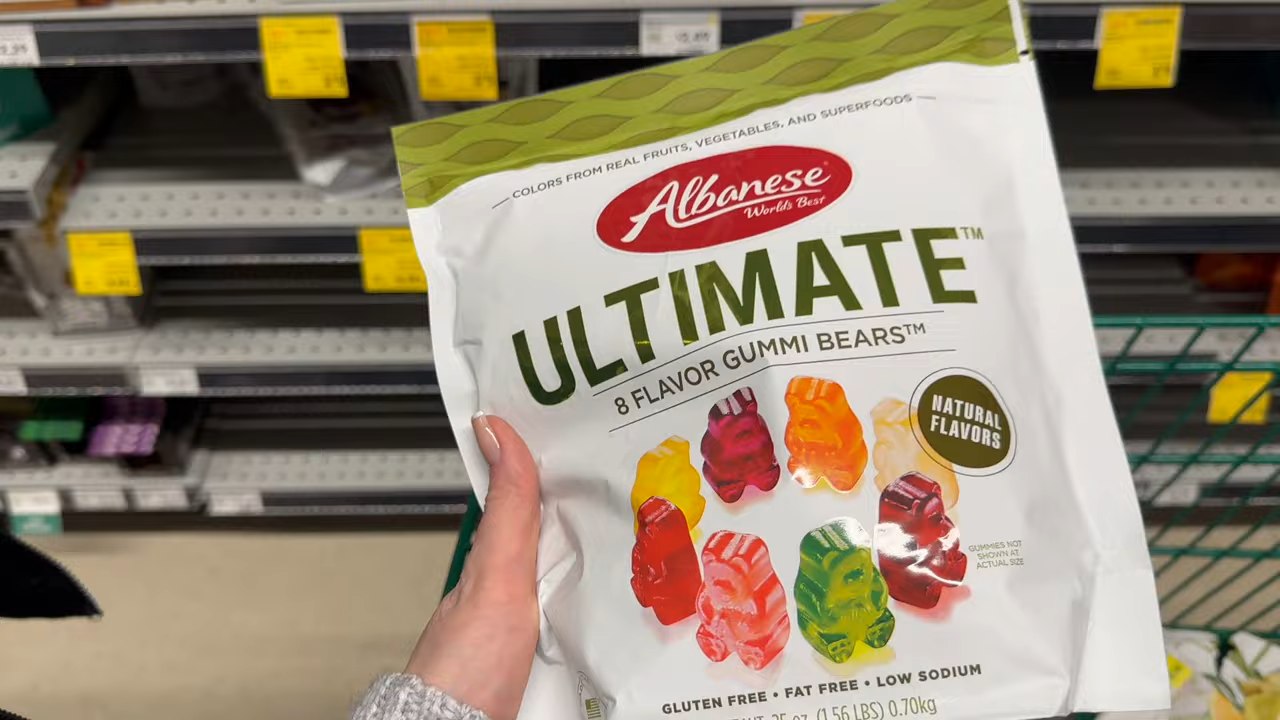 COLORS FROM REAL FRUITS, VEGETABLES, AND SUPERFOODS
Albanese
World's Best
ULTIMATE™
8 FLAVOR GUMMI BEARS™
NATURAL
FLAVORS
GUMMIES NOT
SHOWN AT
ACTUAL SIZE
GLUTEN FREE • FAT FREE • LOW SODIUM
25 oz (1.56 LBS) 0.70kg